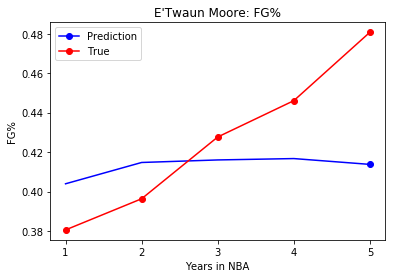 E'Twaun Moore: FG%
Prediction
True
FG%
0.48
0.46
0.44
0.42
0.40
0.38
1 2 3 4 5
Years in NBA